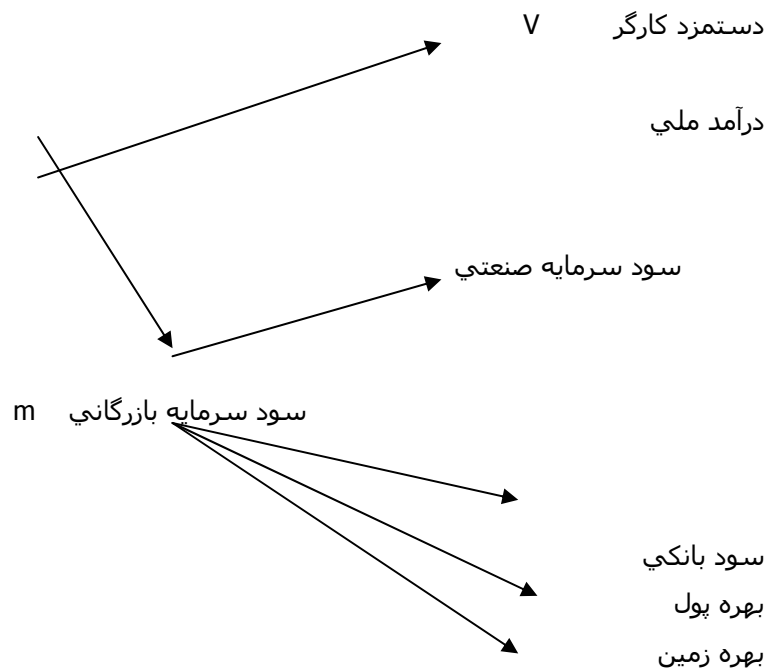 دستمزد کارگر V
درآمد ملي
سود سرمايه صنعتي
سود سرمايه بازرگاني m
سود بانکي
بهره پول
بهره زمين